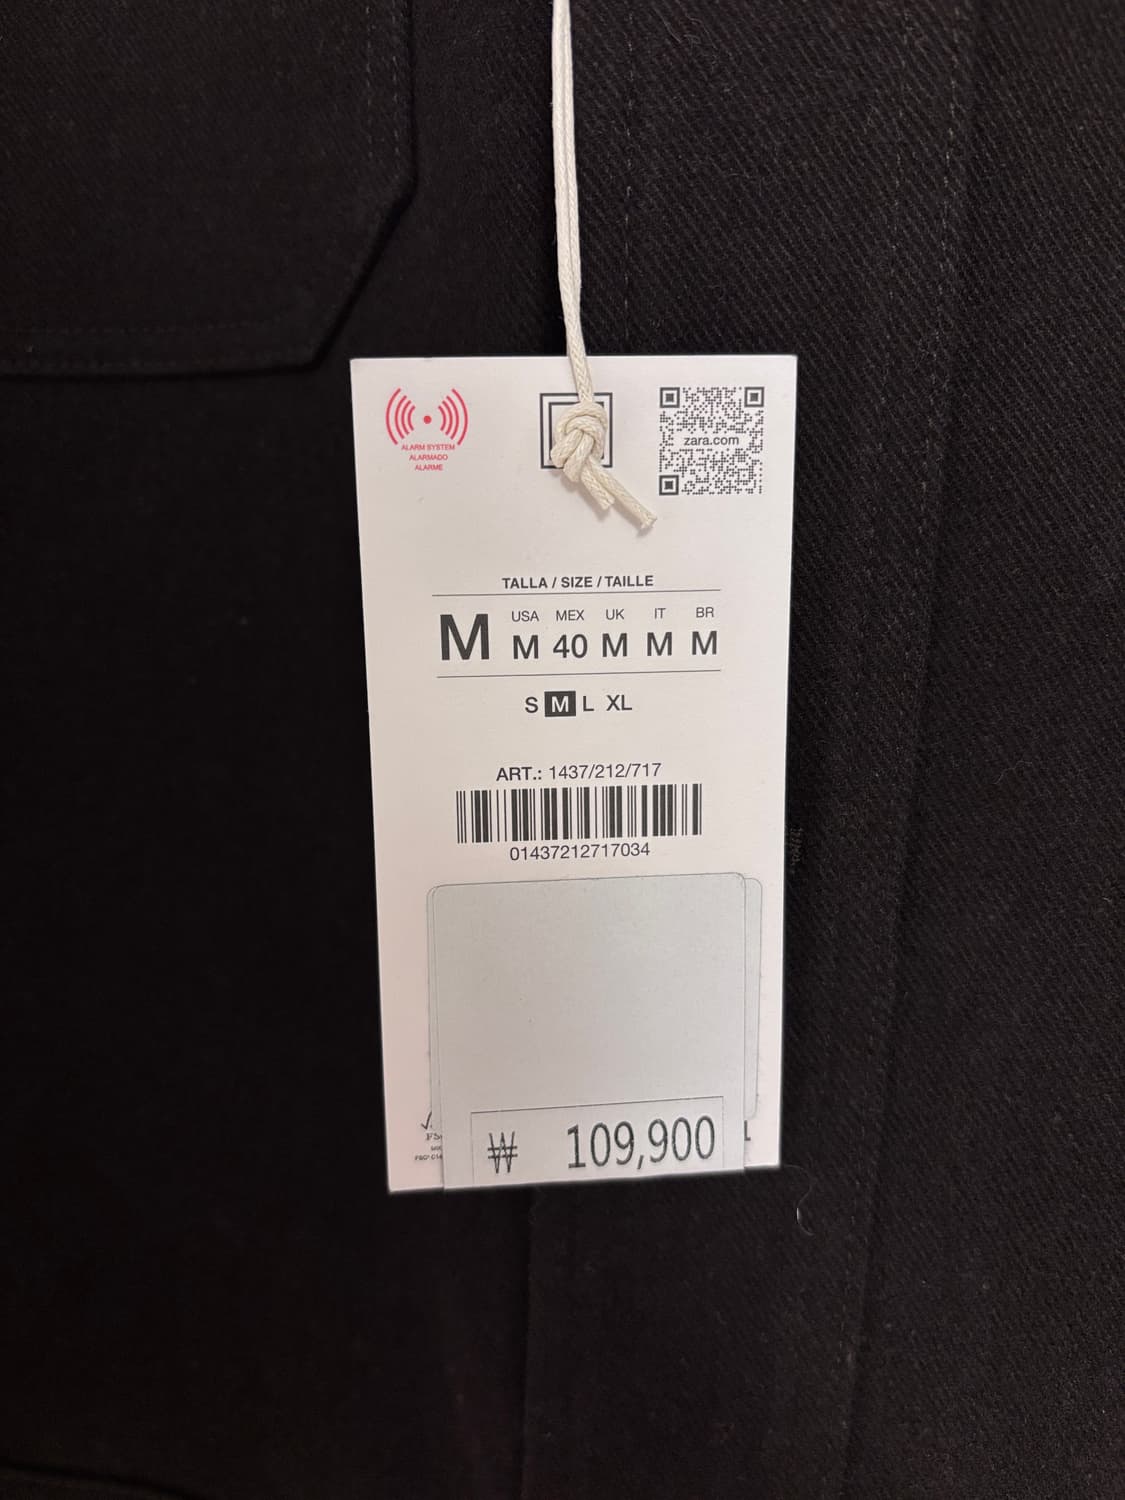 ALARM SYSTEM
ALARMADO
ALARME
zara.com
TALLA / SIZE / TAILLE
M
USA MEX UK IT BR
M 40 M M M
S M L XL
ART.: 1437/212/717
01437212717034
₩ 109,900